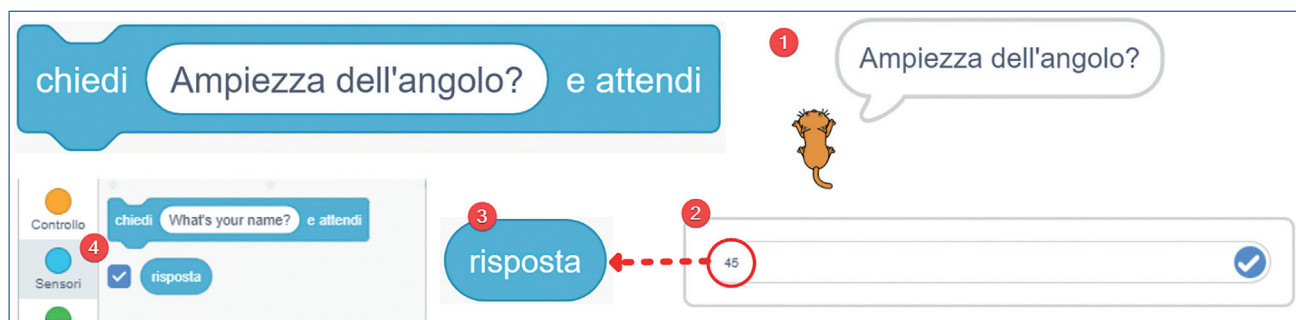 chiedi Ampiezza dell'angolo? e attendi
1
Ampiezza dell'angolo?
Controllo
Sensori
4
chiedi What's your name? e attendi
risposta
3
risposta
2
45